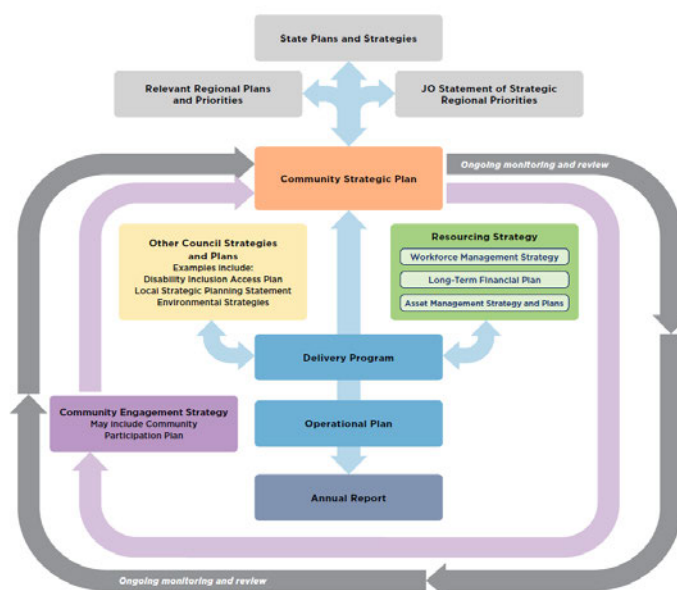 State Plans and Strategies
Relevant Regional Plans
and Priorities
JO Statement of Strategic
Regional Priorities
Community Strategic Plan
Ongoing monitoring and review
Other Council Strategies
and Plans
Examples include:
Disability Inclusion Access Plan
Local Strategic Planning Statement
Environmental Strategies
Resourcing Strategy
Workforce Management Strategy
Long-Term Financial Plan
Asset Management Strategy and Plans
Delivery Program
Community Engagement Strategy
May include Community
Participation Plan
Operational Plan
Annual Report
Ongoing monitoring and review